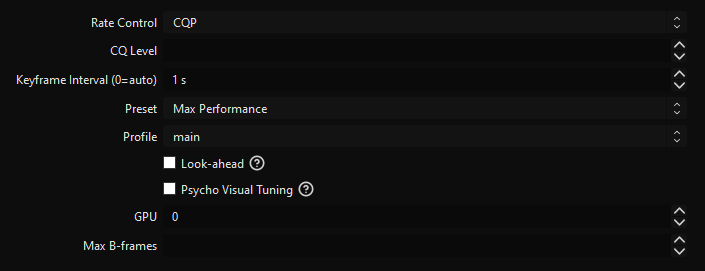 Rate Control CQP
CQ Level
Keyframe Interval (0=auto) 1 s
Preset Max Performance
Profile main
Look-ahead ?
Psycho Visual Tuning ?
GPU 0
Max B-frames